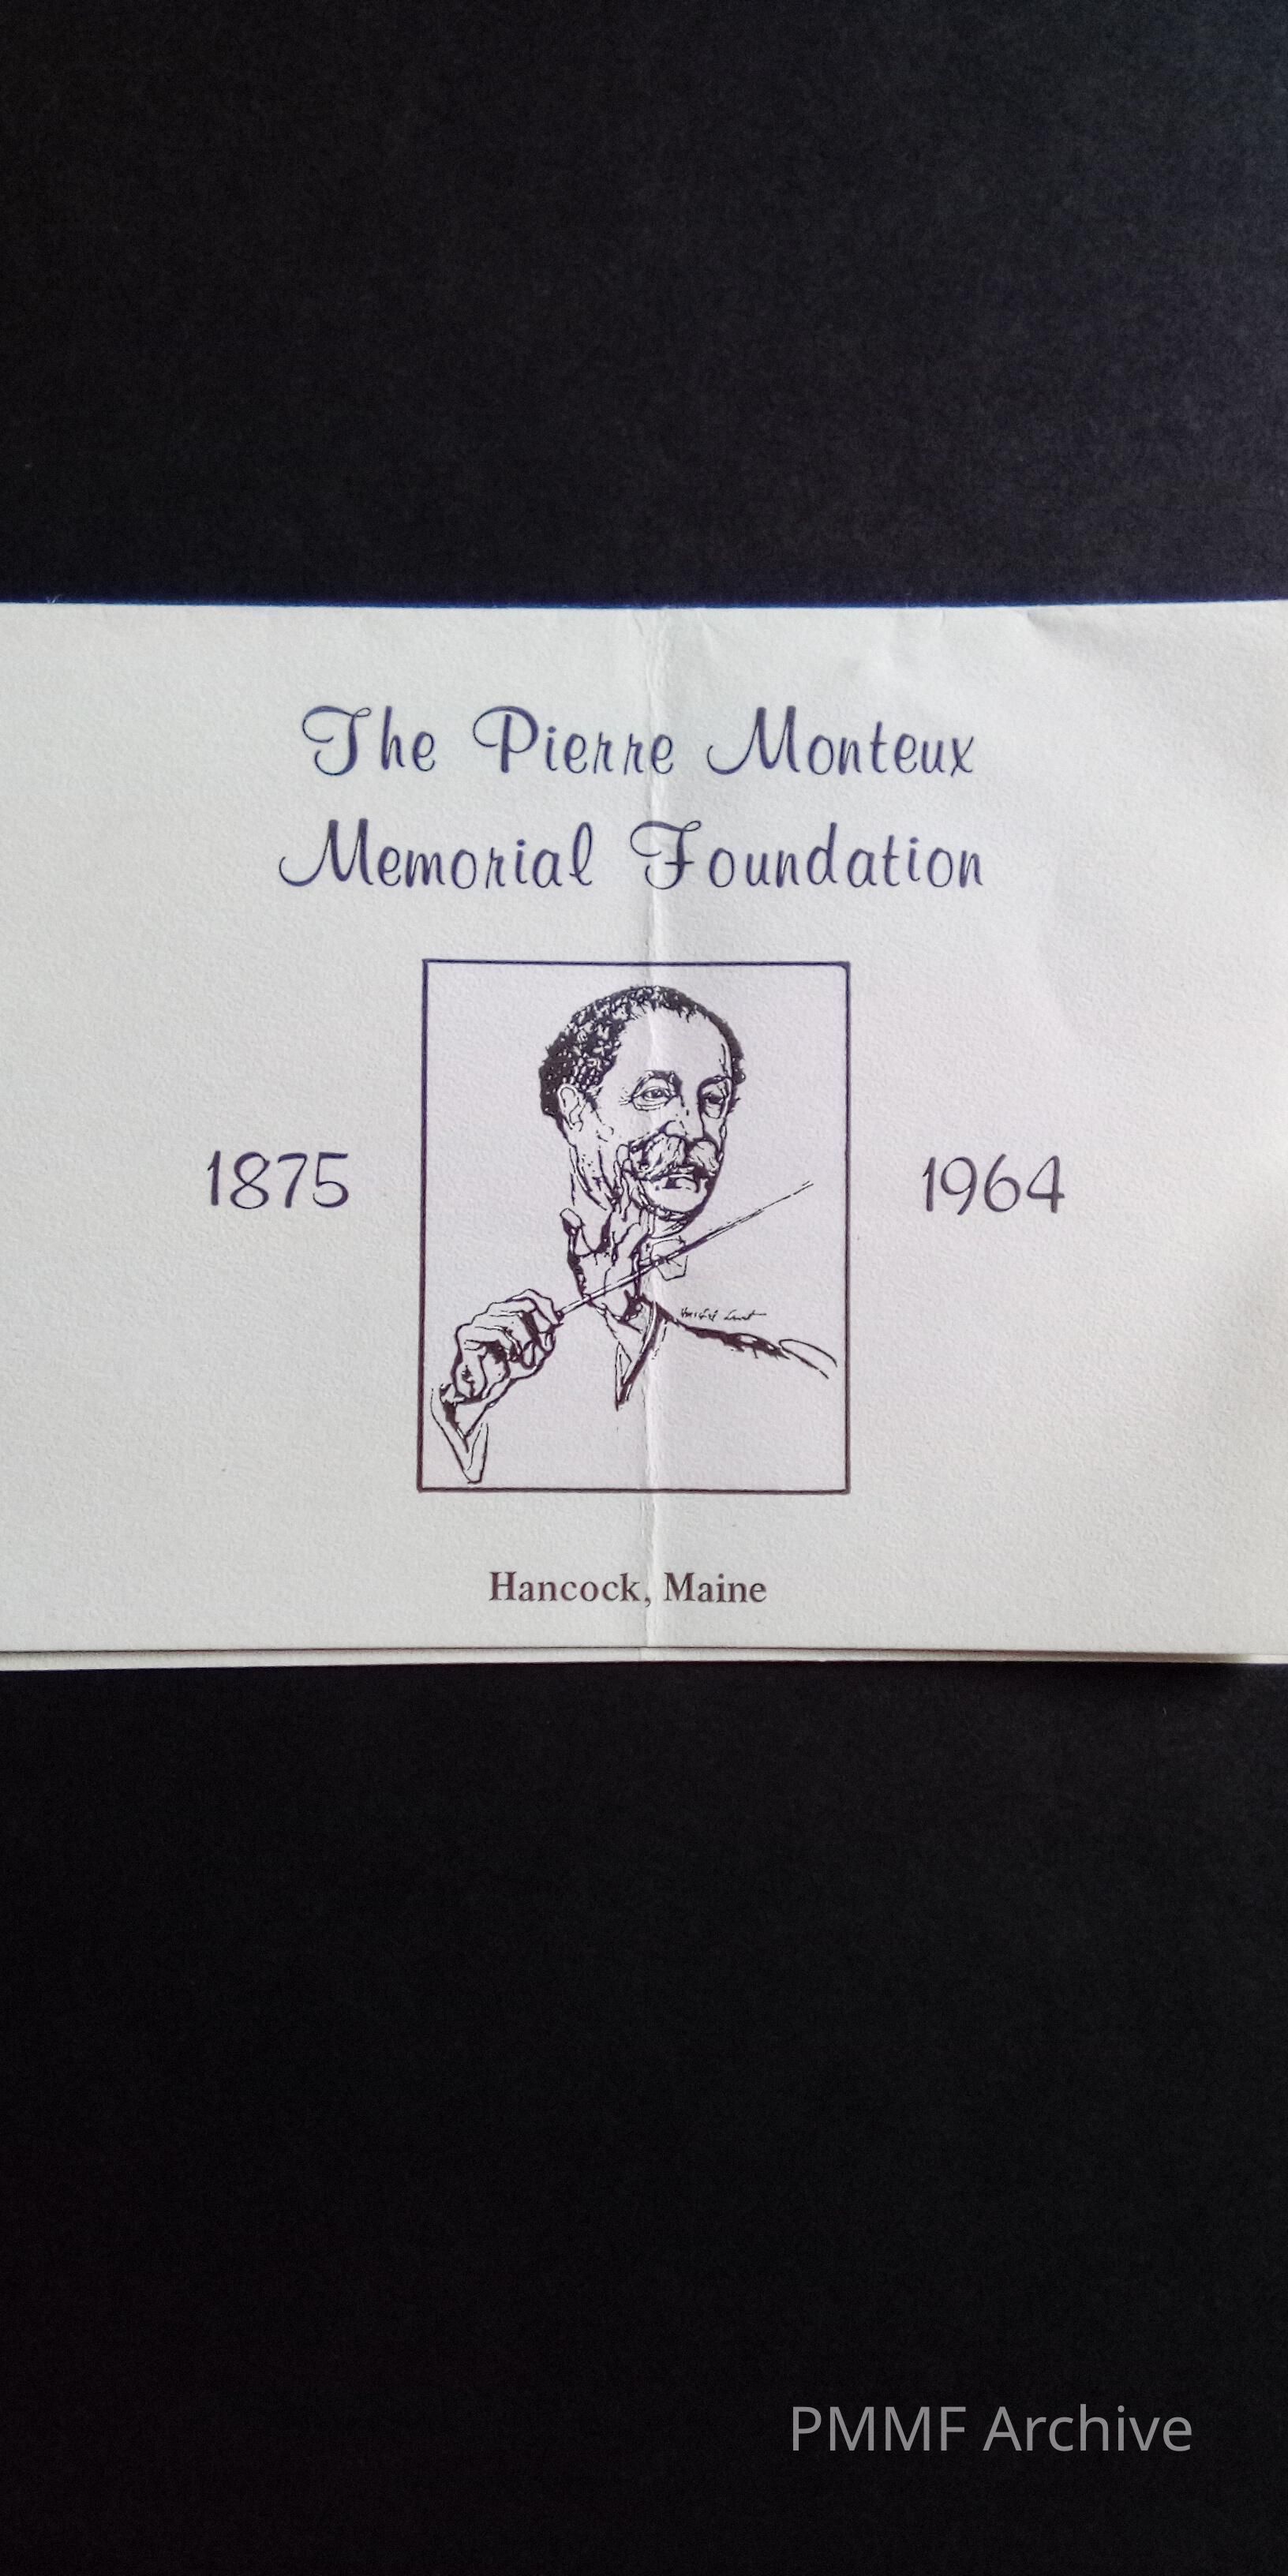 The Pierre Monteux
Memorial Foundation
1875
1964
Hancock, Maine
PMMF Archive